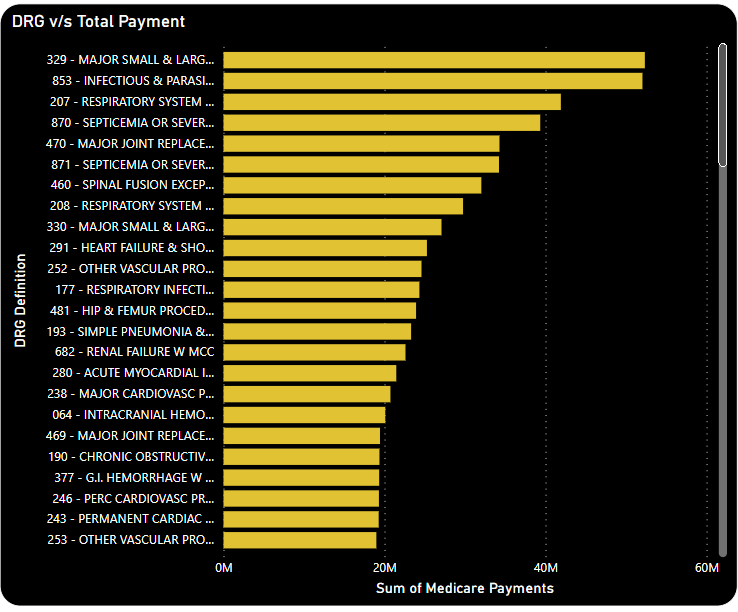 DRG v/s Total Payment
329 - MAJOR SMALL & LARG...
853 - INFECTIOUS & PARASI...
207 - RESPIRATORY SYSTEM ...
870 - SEPTICEMIA OR SEVER...
470 - MAJOR JOINT REPLACE...
871 - SEPTICEMIA OR SEVER...
460 - SPINAL FUSION EXCEP...
208 - RESPIRATORY SYSTEM ...
330 - MAJOR SMALL & LARG...
291 - HEART FAILURE & SHO...
252 - OTHER VASCULAR PRO...
177 - RESPIRATORY INFECTI...
481 - HIP & FEMUR PROCED...
193 - SIMPLE PNEUMONIA &...
682 - RENAL FAILURE W MCC
280 - ACUTE MYOCARDIAL I...
238 - MAJOR CARDIOVASC P...
064 - INTRACRANIAL HEMO...
469 - MAJOR JOINT REPLACE...
190 - CHRONIC OBSTRUCTIV...
377 - G.I. HEMORRHAGE W ...
246 - PERC CARDIOVASC PR...
243 - PERMANENT CARDIAC ...
253 - OTHER VASCULAR PRO...
DRG Definition
0M 20M 40M 60M
Sum of Medicare Payments